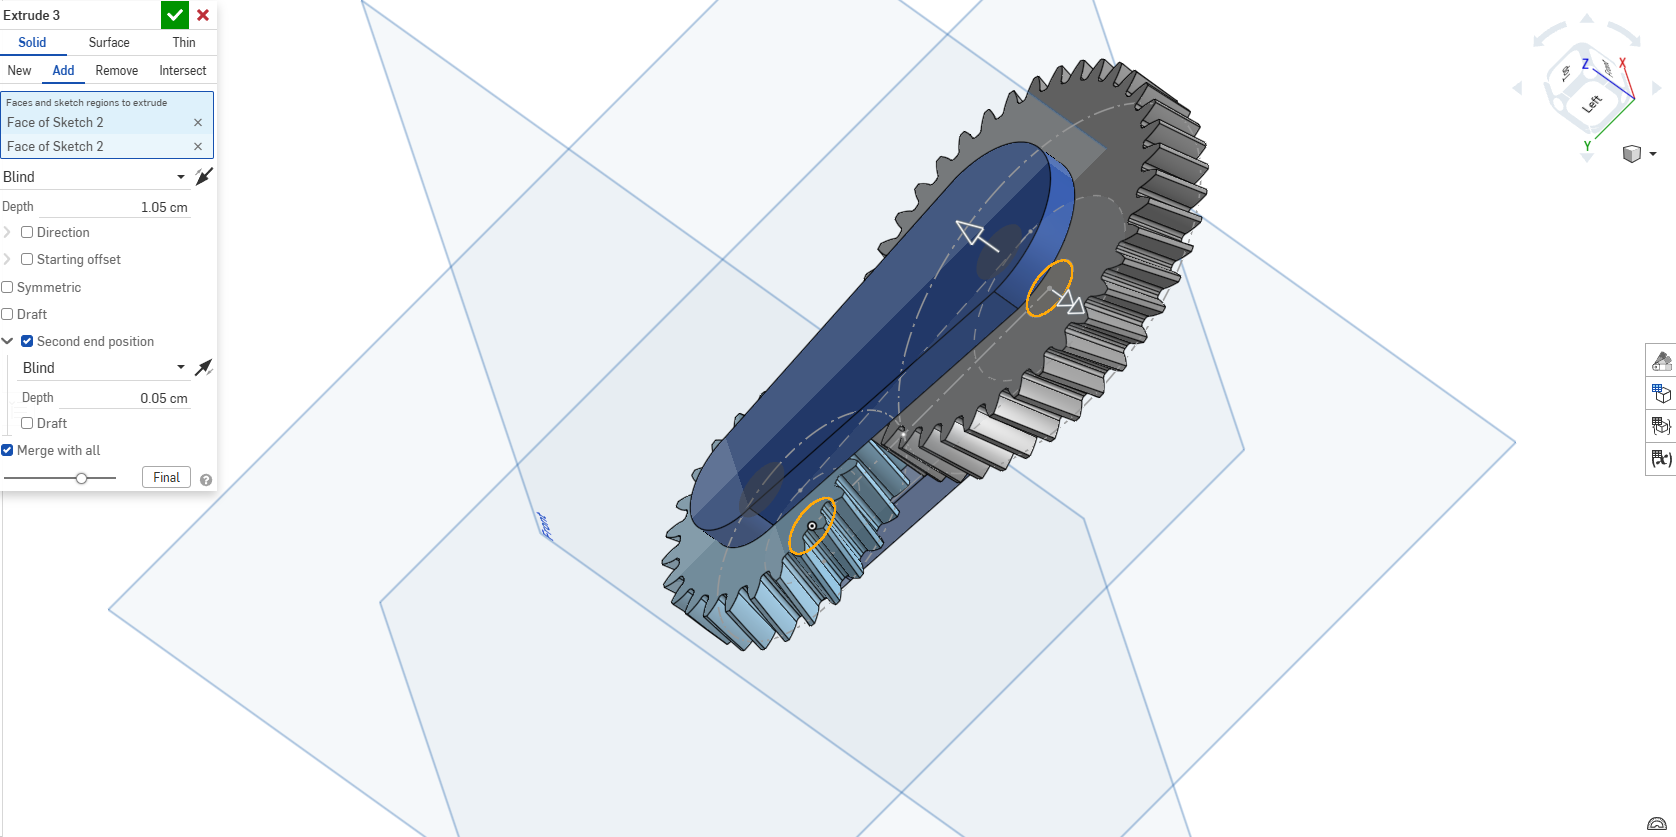 Extrude 3
Solid Surface Thin
New Add Remove Intersect
Faces and sketch regions to extrude
Face of Sketch 2
Face of Sketch 2
Blind
Depth 1.05 cm
Direction
Starting offset
Symmetric
Draft
Second end position
Blind
Depth 0.05 cm
Draft
Merge with all
Final
Front
Z
X
Left
Y
(x)